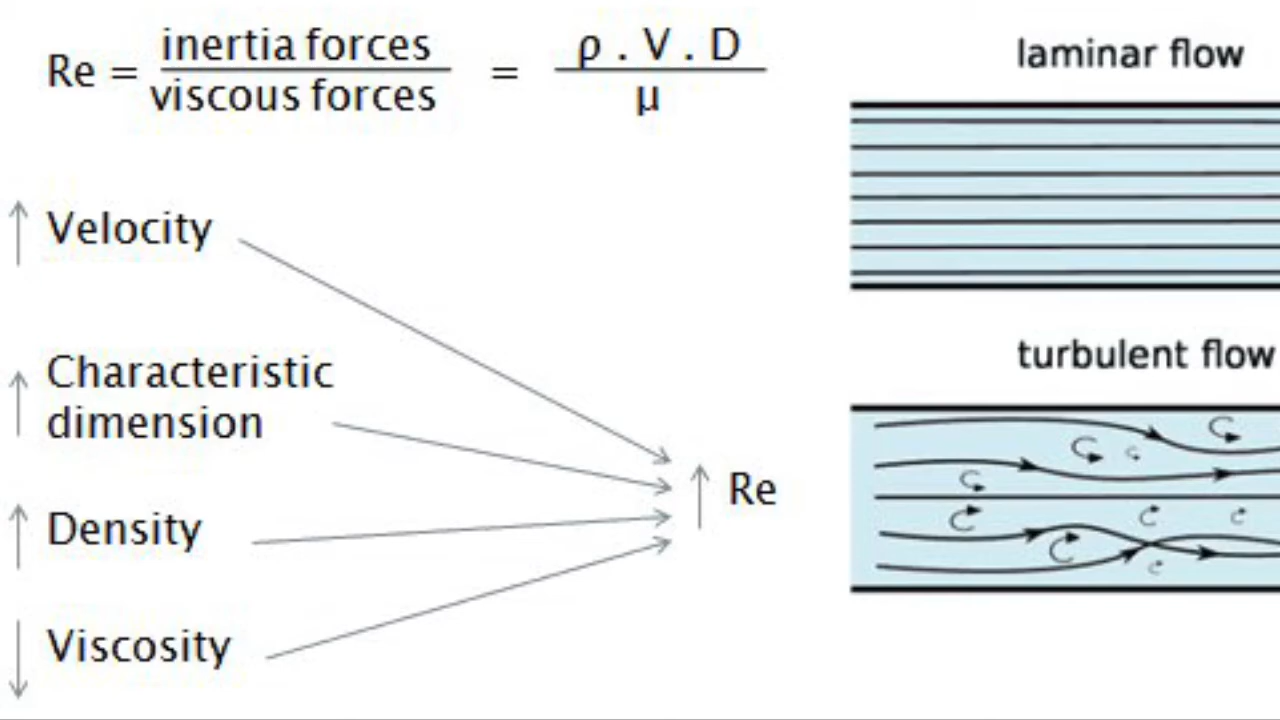 Re = inertia forces / viscous forces = ρ . V . D / μ
laminar flow
Velocity
turbulent flow
Characteristic
dimension
Re
Density
Viscosity